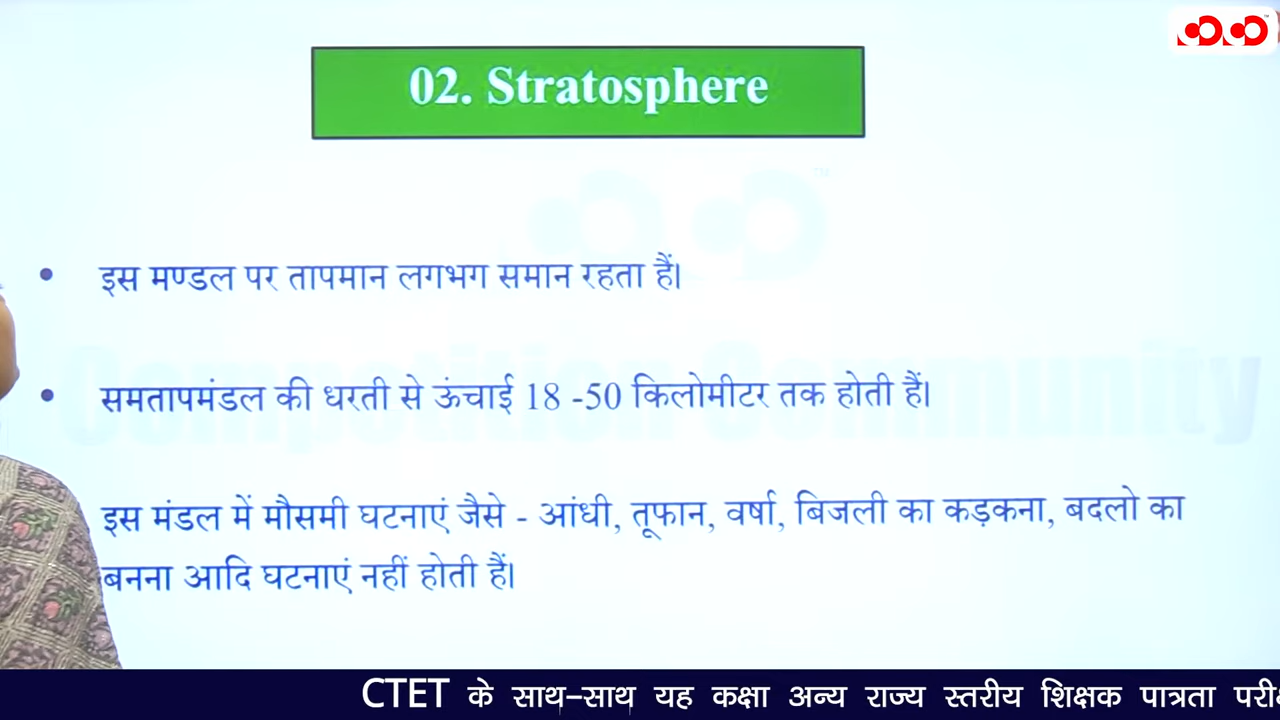 02. Stratosphere
• इस मण्डल पर तापमान लगभग समान रहता हैं।
• समतापमंडल की धरती से ऊंचाई 18 -50 किलोमीटर तक होती हैं।
इस मंडल में मौसमी घटनाएं जैसे - आंधी, तूफान, वर्षा, बिजली का कड़कना, बदलो का
बनना आदि घटनाएं नहीं होती हैं।
Competition Community
CTET के साथ-साथ यह कक्षा अन्य राज्य स्तरीय शिक्षक पात्रता